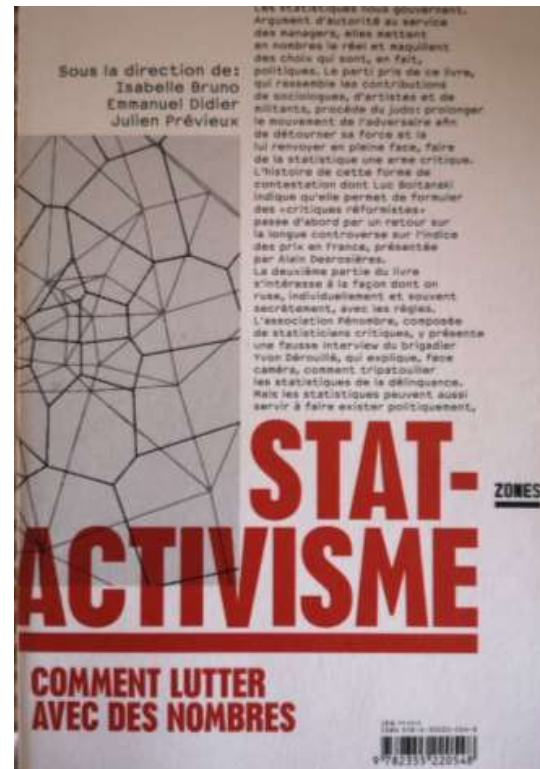 Les statistiques nous gouvernent.
Argument d'autorité au service
des managers, elles mettent
en nombres le réel et maquillent
des choix qui sont, en fait,
politiques. Le parti pris de ce livre,
qui rassemble les contributions
de sociologues, d'artistes et de
militants, procède du judo: prolonger
le mouvement de l'adversaire afin
de détourner sa force et la
lui renvoyer en pleine face, faire
de la statistique une arme critique.
L'histoire de cette forme de
contestation dont Luc Boltanski
indique qu'elle permet de formuler
des «critiques réformistes»
passe d'abord par un retour sur
la longue controverse sur l'indice
des prix en France, présentée
par Alain Desrosières.
La deuxième partie du livre
s'intéresse à la façon dont on
ruse, individuellement et souvent
secrètement, avec les règles.
L'association Pénombre, composée
de statisticiens critiques, y présente
une fausse interview du brigadier
Yvon Dérouillé, qui explique, face
caméra, comment tripatouiller
les statistiques de la délinquance.
Mais les statistiques peuvent aussi
servir à faire exister politiquement,
Sous la direction de:
Isabelle Bruno
Emmanuel Didier
Julien Prévieux
STAT-
ACTIVISME
ZONES
COMMENT LUTTER
AVEC DES NOMBRES
9 782355 220548